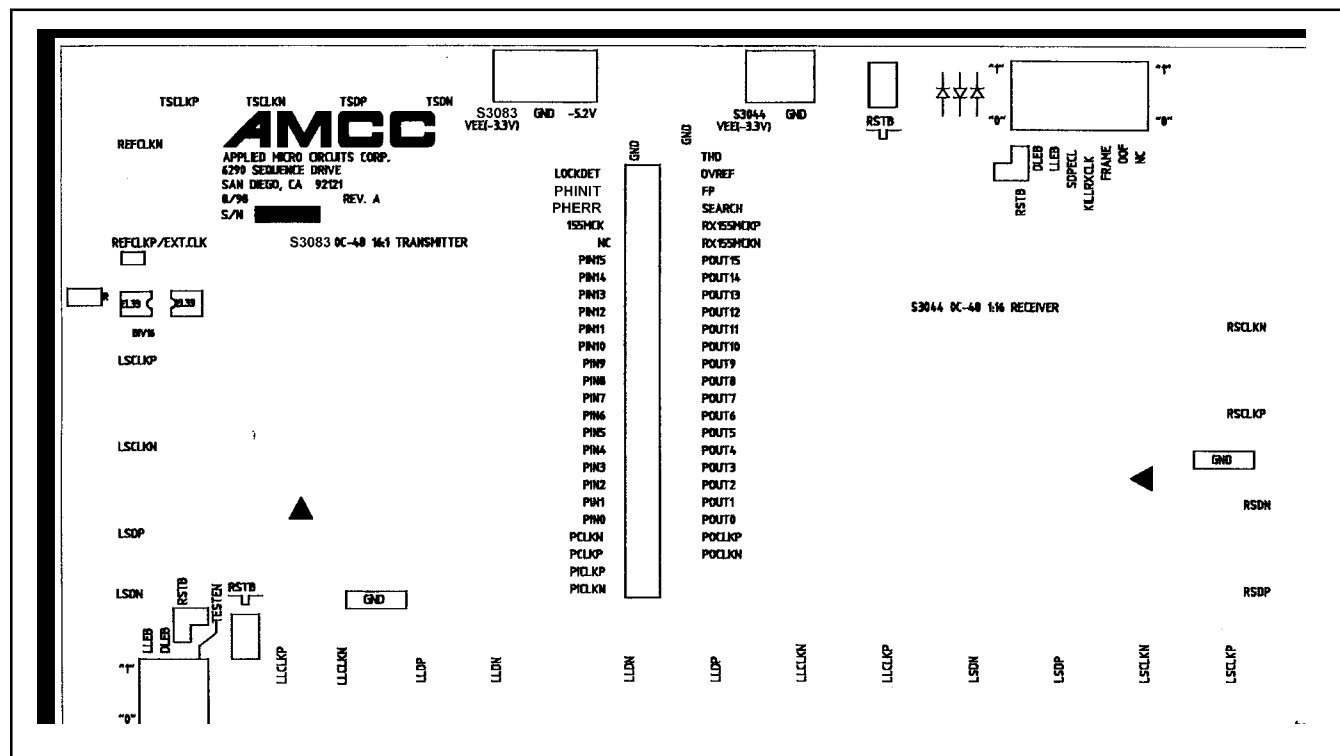 TSCLKP
TSCLKN
TSDP
TSDN
AMCC
APPLIED MICRO CIRCUITS CORP.
6290 SEQUENCE DRIVE
SAN DIEGO, CA 92121
8/98 REV. A
S/N
REFCLKN
REFCLKP/EXT.CLK
S3083 OC-48 16:1 TRANSMITTER
EL33
EL33
DIV16
LSCLKP
LSCLKN
LSDP
LSDN
S3083 GND -5.2V
VEE(-3.3V)
S3044 GND
VEE(-3.3V)
RSTB
"1"
"1"
"0"
"0"
RSTB
DLEB
LLEB
SDPECL
KILLRXCLK
FRAME
OOF
NC
GND
GND
LOCKDET
PHINIT
PHERR
155MCK
NC
PIN15
PIN14
PIN13
PIN12
PIN11
PIN10
PIN9
PIN8
PIN7
PIN6
PIN5
PIN4
PIN3
PIN2
PIN1
PIN0
PCLKN
PCLKP
PICLKP
PICLKN
THD
OVREF
FP
SEARCH
RX155MCKP
RX155MCKN
POUT15
POUT14
POUT13
POUT12
POUT11
POUT10
POUT9
POUT8
POUT7
POUT6
POUT5
POUT4
POUT3
POUT2
POUT1
POUT0
POCLKP
POCLKN
S3044 OC-48 1:16 RECEIVER
RSCLKN
RSCLKP
GND
RSDN
RSDP
RSTB
TESTEN
RSTB
GND
LLEB
DLEB
"1"
"0"
LLCLKP
LLCLKN
LLDP
LLDN
LLDN
LLDP
LLCLKN
LLCLKP
LSDN
LSDP
LSCLKN
LSCLKP